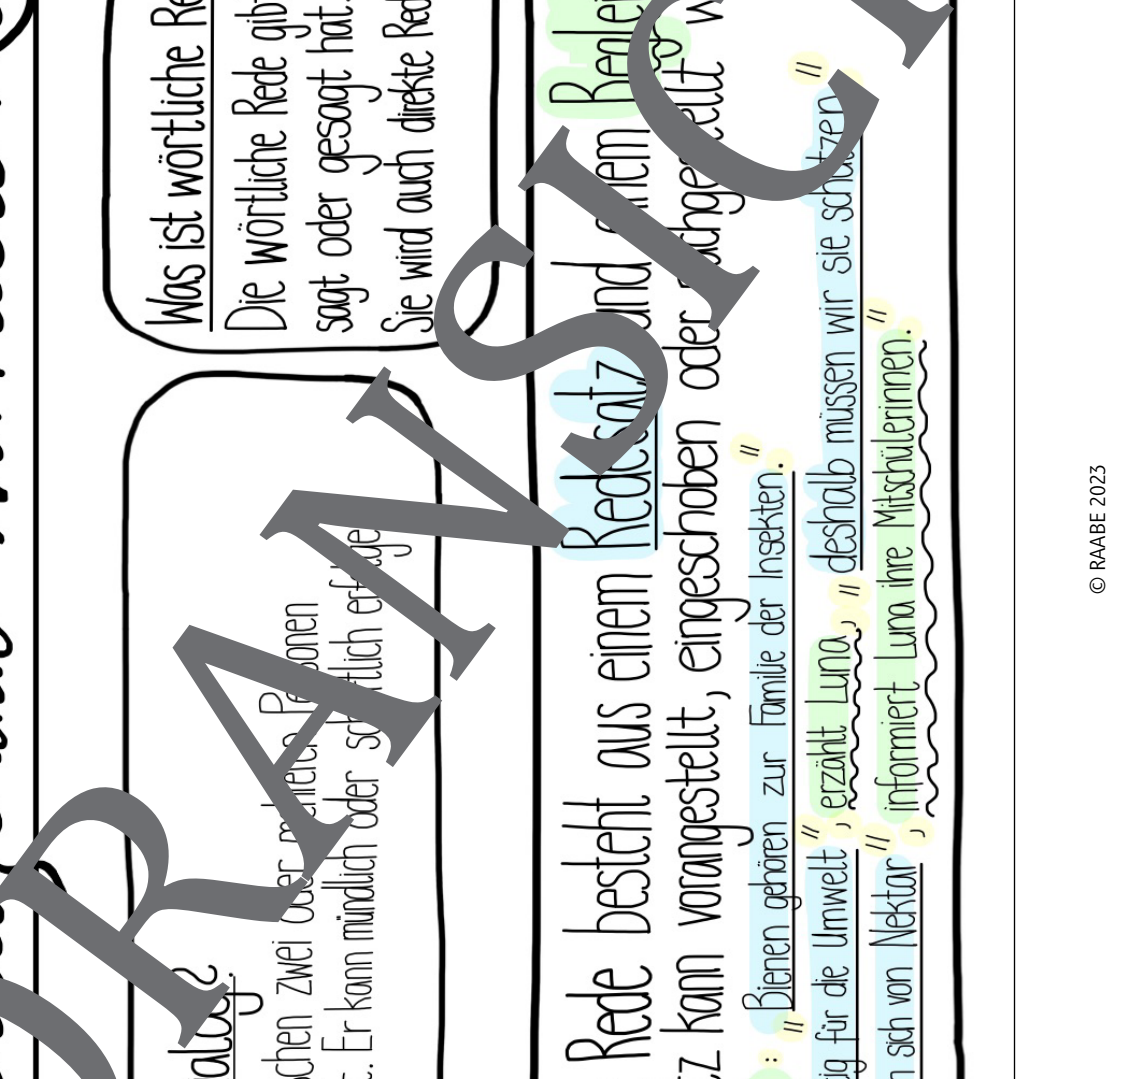 Was ist wörtliche Re
Die wörtliche Rede gib
sagt oder gesagt hat.
Sie wird auch direkte Red
alog?
chen zwei oder mehreren Personen
t. Er kann mündlich oder schriftlich erfolge
Rede besteht aus einem Redesatz und einem Beglei
tz kann vorangestellt, eingeschoben oder nachgestellt w
: " Bienen gehören zur Familie der Insekten. "
ig für die Umwelt ", erzählt Luna, " deshalb müssen wir sie schützen "
n sich von Nektar ", informiert Luna ihre Mitschülerinnen. "
© RAABE 2023
RANSIC